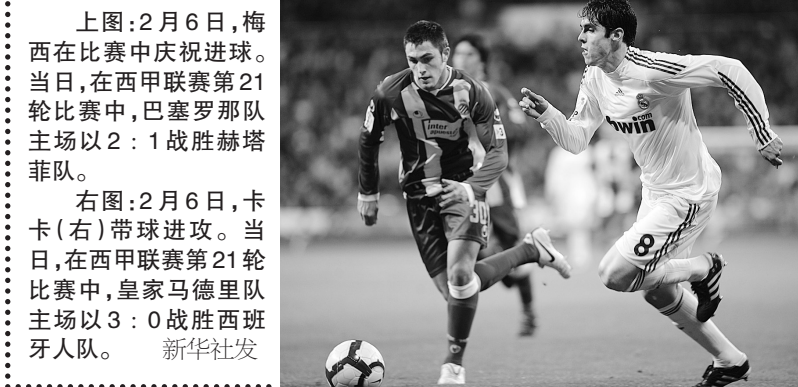 上图：2月6日，梅
西在比赛中庆祝进球。
当日，在西甲联赛第21
轮比赛中，巴塞罗那队
主场以2：1战胜赫塔
菲队。
右图：2月6日，卡
卡(右)带球进攻。当
日，在西甲联赛第21轮
比赛中，皇家马德里队
主场以3：0战胜西班
牙人队。 新华社发
inter
bwin
.com
8